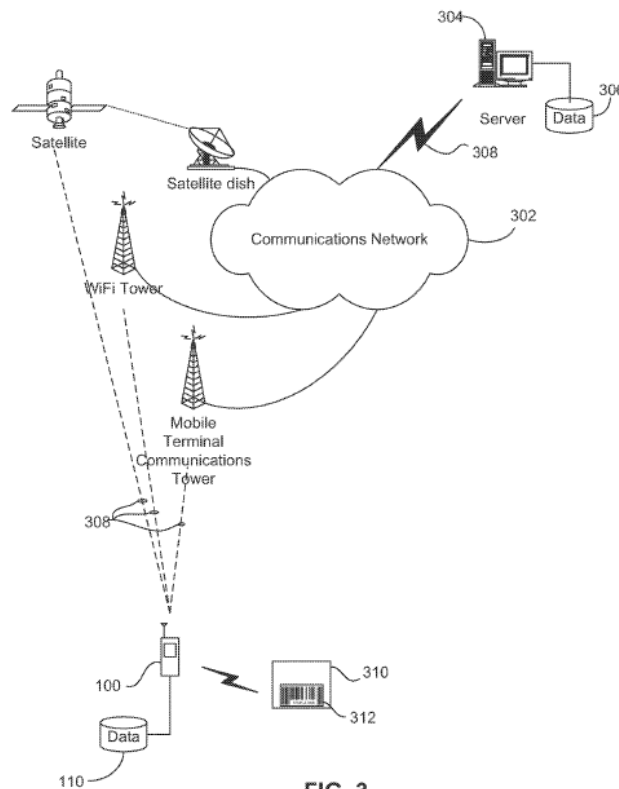 304
306
Server
Data
308
Satellite
Satellite dish
Communications Network
302
WiFi Tower
Mobile
Terminal
Communications
Tower
308
100
310
312
Data
110
FIG. 3